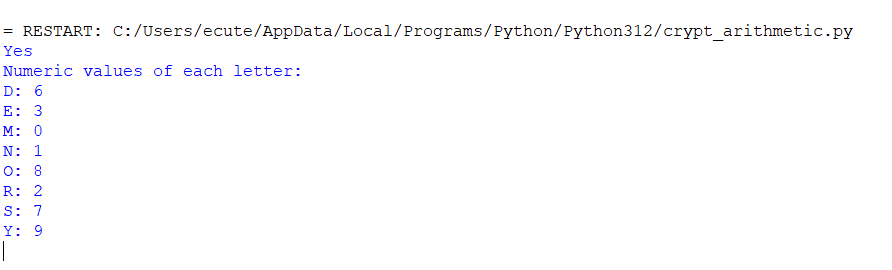 = RESTART: C:/Users/ecute/AppData/Local/Programs/Python/Python312/crypt_arithmetic.py
Yes
Numeric values of each letter:
D: 6
E: 3
M: 0
N: 1
O: 8
R: 2
S: 7
Y: 9